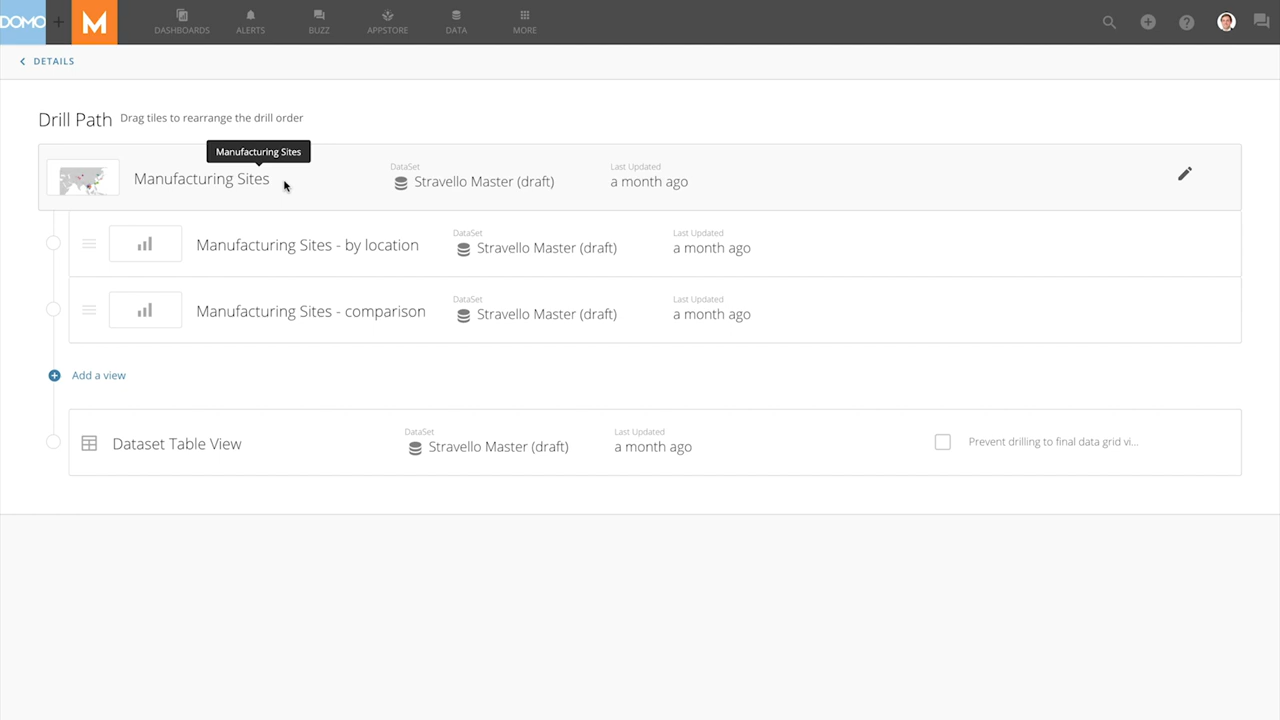 DOMO
M
DASHBOARDS
ALERTS
BUZZ
APPSTORE
DATA
MORE
DETAILS
Drill Path Drag tiles to rearrange the drill order
Manufacturing Sites
Manufacturing Sites
DataSet
Stravello Master (draft)
Last Updated
a month ago
Manufacturing Sites - by location
DataSet
Stravello Master (draft)
Last Updated
a month ago
Manufacturing Sites - comparison
DataSet
Stravello Master (draft)
Last Updated
a month ago
Add a view
Dataset Table View
DataSet
Stravello Master (draft)
Last Updated
a month ago
Prevent drilling to final data grid vi...